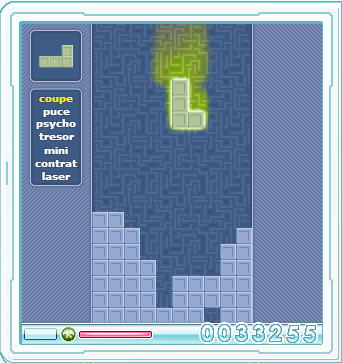 coupe
puce
psycho
tresor
mini
contrat
laser
0033255